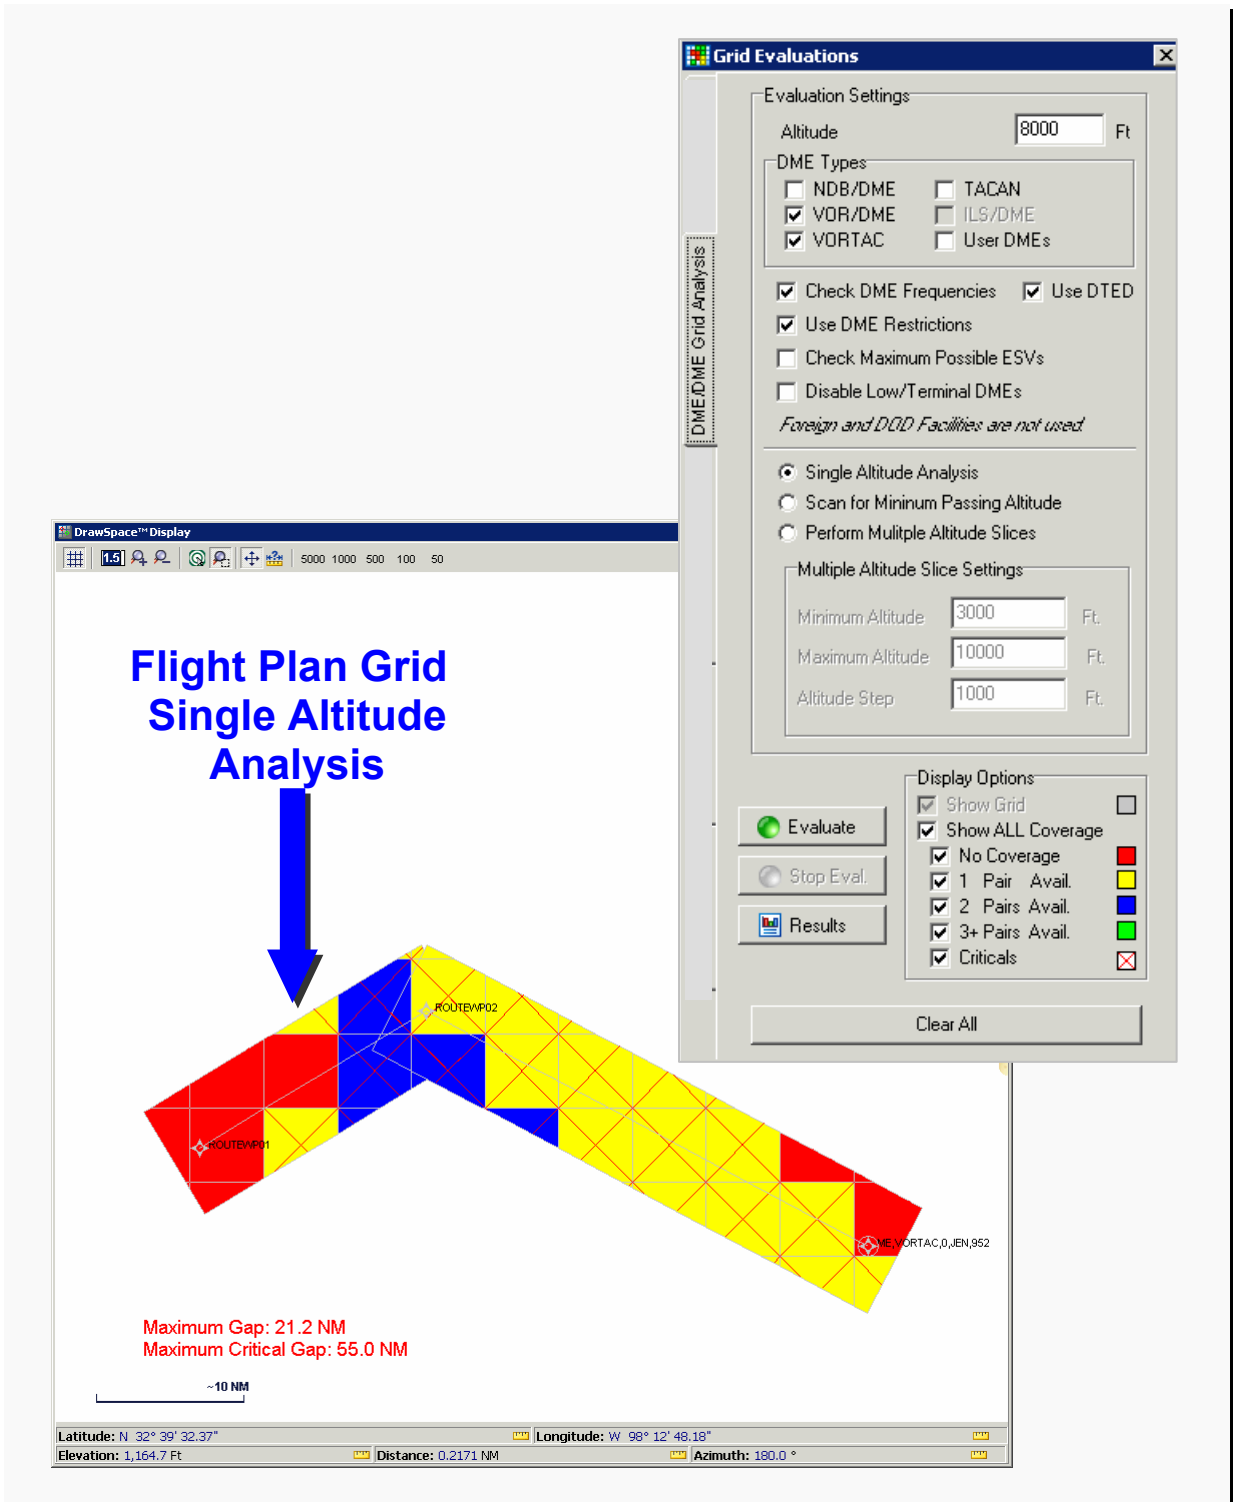 Grid Evaluations
Evaluation Settings
Altitude 8000 Ft
DME Types
NDB/DME TACAN
VOR/DME ILS/DME
VORTAC User DMEs
Check DME Frequencies Use DTED
Use DME Restrictions
Check Maximum Possible ESVs
Disable Low/Terminal DMEs
Foreign and DOD Facilities are not used.
Single Altitude Analysis
Scan for Mininum Passing Altitude
Perform Mulitple Altitude Slices
Multiple Altitude Slice Settings
Minimum Altitude 3000 Ft.
Maximum Altitude 10000 Ft.
Altitude Step 1000 Ft.
DME/DME Grid Analysis
Display Options
Show Grid
Show ALL Coverage
No Coverage
1 Pair Avail.
2 Pairs Avail.
3+ Pairs Avail.
Criticals
Evaluate
Stop Eval.
Results
Clear All
DrawSpace™ Display
1.5 5000 1000 500 100 50
Flight Plan Grid
Single Altitude
Analysis
ROUTEWP02
ROUTEWP01
ME,VORTAC,0,JEN,952
Maximum Gap: 21.2 NM
Maximum Critical Gap: 55.0 NM
~10 NM
Latitude: N 32° 39' 32.37" Longitude: W 98° 12' 48.18"
Elevation: 1,164.7 Ft Distance: 0.2171 NM Azimuth: 180.0 °